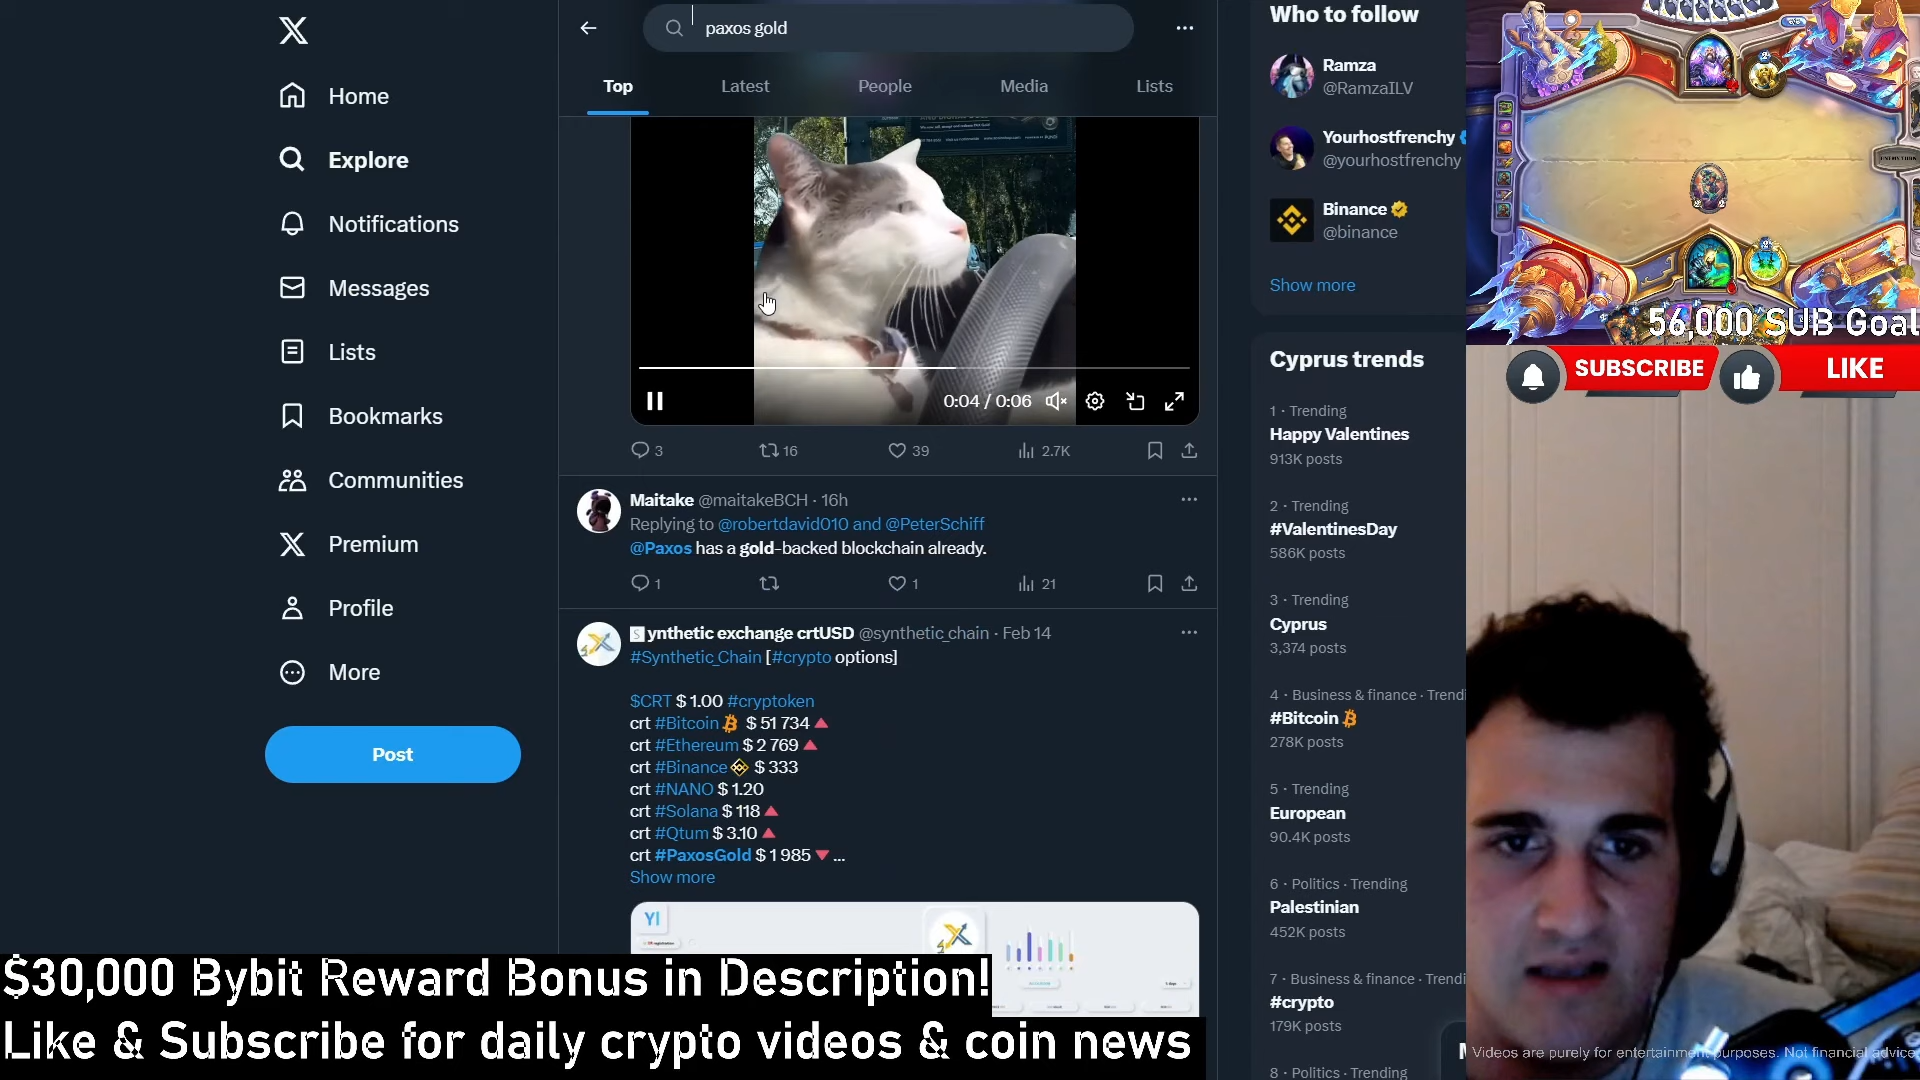 Home
Explore
Notifications
Messages
Lists
Bookmarks
Communities
Premium
Profile
More
Post
paxos gold
Top
Latest
People
Media
Lists
0:04 / 0:06
3
16
39
2.7K
Maitake @maitakeBCH · 16h
Replying to @robertdavid010 and @PeterSchiff
@Paxos has a gold-backed blockchain already.
1
1
21
🆂ynthetic exchange crtUSD @synthetic_chain · Feb 14
#Synthetic_Chain [#crypto options]
$CRT $ 1.00 #cryptoken
crt #Bitcoin $ 51 734
crt #Ethereum $ 2 769
crt #Binance $ 333
crt #NANO $ 1.20
crt #Solana $ 118
crt #Qtum $ 3.10
crt #PaxosGold $ 1 985 ...
Show more
Who to follow
Ramza
@RamzaILV
Yourhostfrenchy
@yourhostfrenchy
Binance
@binance
Show more
Cyprus trends
1 · Trending
Happy Valentines
913K posts
2 · Trending
#ValentinesDay
586K posts
3 · Trending
Cyprus
3,374 posts
4 · Business & finance · Trendi
#Bitcoin
278K posts
5 · Trending
European
90.4K posts
6 · Politics · Trending
Palestinian
452K posts
7 · Business & finance · Trendi
#crypto
179K posts
8 · Politics · Trending
56,000 SUB Goal
SUBSCRIBE
LIKE
$30,000 Bybit Reward Bonus in Description!
Like & Subscribe for daily crypto videos & coin news
Videos are purely for entertainment purposes. Not financial advice